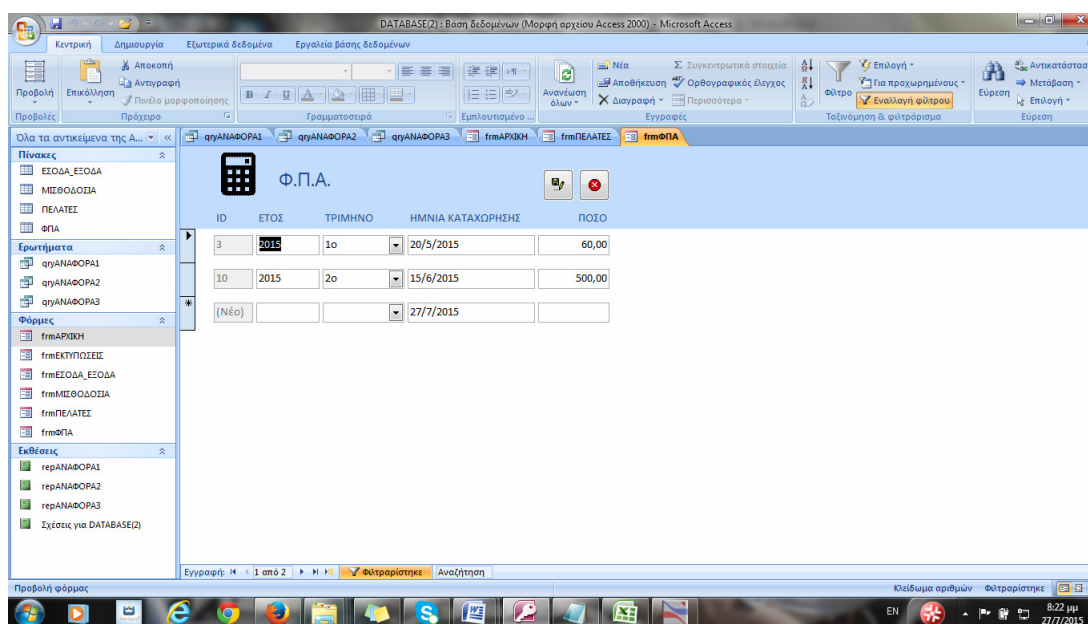 DATABASE(2) : Βάση δεδομένων (Μορφή αρχείου Access 2000) - Microsoft Access
Κεντρική Δημιουργία Εξωτερικά δεδομένα Εργαλεία βάσης δεδομένων
Προβολή
Προβολές
Επικόλληση
Αποκοπή
Αντιγραφή
Πινέλο μορφοποίησης
Πρόχειρο
B I U A
Γραμματοσειρά
Εμπλουτισμένο ...
Ανανέωση όλων
Νέα
Αποθήκευση
Διαγραφή
Σ Συγκεντρωτικά στοιχεία
Ορθογραφικός έλεγχος
Περισσότερα
Εγγραφές
Φίλτρο
Επιλογή
Για προχωρημένους
Εναλλαγή φίλτρου
Ταξινόμηση & φιλτράρισμα
Εύρεση
Αντικατάστασ
Μετάβαση
Επιλογή
Εύρεση
Όλα τα αντικείμενα της A...
Πίνακες
ΕΣΟΔΑ_ΕΞΟΔΑ
ΜΙΣΘΟΔΟΣΙΑ
ΠΕΛΑΤΕΣ
ΦΠΑ
Ερωτήματα
qryΑΝΑΦΟΡΑ1
qryΑΝΑΦΟΡΑ2
qryΑΝΑΦΟΡΑ3
Φόρμες
frmΑΡΧΙΚΗ
frmΕΚΤΥΠΩΣΕΙΣ
frmΕΣΟΔΑ_ΕΞΟΔΑ
frmΜΙΣΘΟΔΟΣΙΑ
frmΠΕΛΑΤΕΣ
frmΦΠΑ
Εκθέσεις
repΑΝΑΦΟΡΑ1
repΑΝΑΦΟΡΑ2
repΑΝΑΦΟΡΑ3
Σχέσεις για DATABASE(2)
qryΑΝΑΦΟΡΑ1 qryΑΝΑΦΟΡΑ2 qryΑΝΑΦΟΡΑ3 frmΑΡΧΙΚΗ frmΠΕΛΑΤΕΣ frmΦΠΑ
Φ.Π.Α.
ID ΕΤΟΣ ΤΡΙΜΗΝΟ ΗΜΝΙΑ ΚΑΤΑΧΩΡΗΣΗΣ ΠΟΣΟ
3 2015 1ο 20/5/2015 60,00
10 2015 2ο 15/6/2015 500,00
(Νέο) 27/7/2015
Εγγραφή: 1 από 2 Φιλτραρίστηκε Αναζήτηση
Προβολή φόρμας Κλείδωμα αριθμών Φιλτραρίστηκε
EN 8:22 μμ
27/7/2015